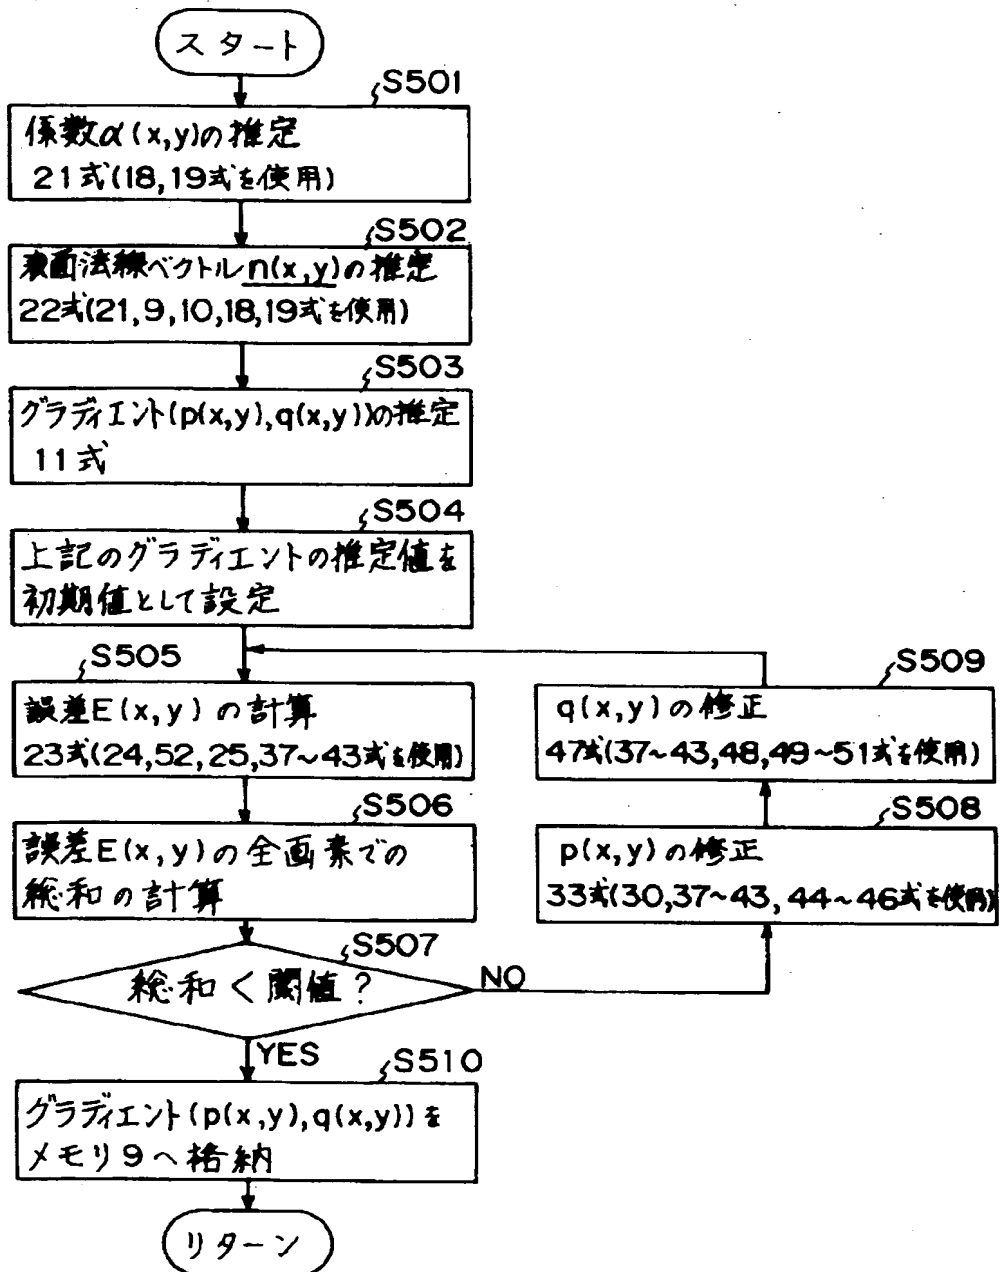 スタート
S501
係数α(x,y)の推定
21式(18,19式を使用)
S502
表面法線ベクトルn(x,y)の推定
22式(21,9,10,18,19式を使用)
S503
グラディエント(p(x,y),q(x,y))の推定
11式
S504
上記のグラディエントの推定値を
初期値として設定
S505
誤差E(x,y)の計算
23式(24,52,25,37~43式を使用)
S506
誤差E(x,y)の全画素での
総和の計算
S507
総和<閾値?
NO
S508
p(x,y)の修正
33式(30,37~43,44~46式を使用)
S509
q(x,y)の修正
47式(37~43,48,49~51式を使用)
YES
S510
グラディエント(p(x,y),q(x,y))を
メモリ9へ格納
リターン